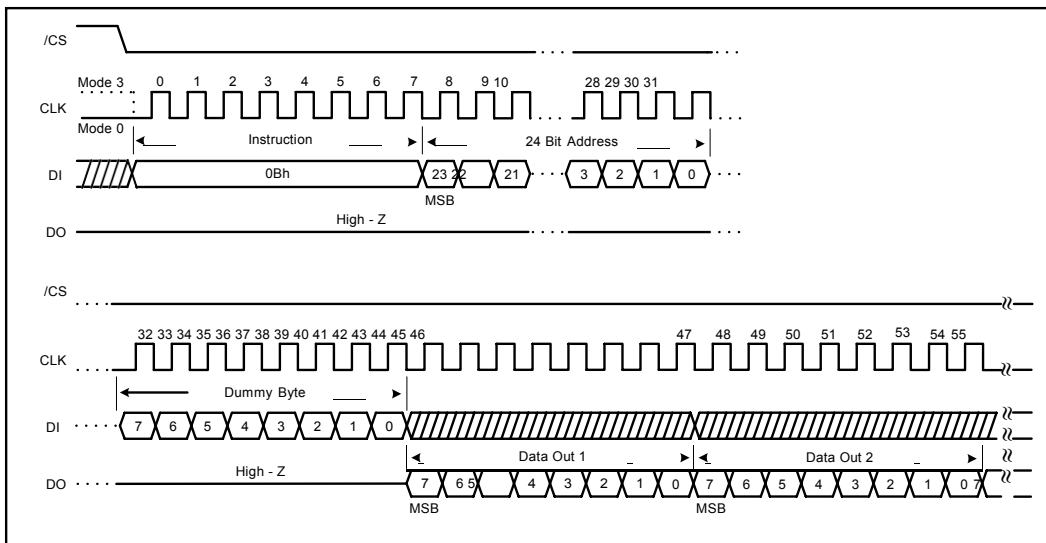 /CS
Mode 3 0 1 2 3 4 5 6 7 8 9 10 28 29 30 31
CLK
Mode 0
Instruction 24 Bit Address
DI 0Bh 23 22 21 3 2 1 0
MSB
High - Z
DO
/CS
32 33 34 35 36 37 38 39 40 41 42 43 44 45 46 47 48 49 50 51 52 53 54 55
CLK
Dummy Byte
DI 7 6 5 4 3 2 1 0
Data Out 1 Data Out 2
High - Z
DO 7 6 5 4 3 2 1 0 7 6 5 4 3 2 1 0 7
MSB MSB